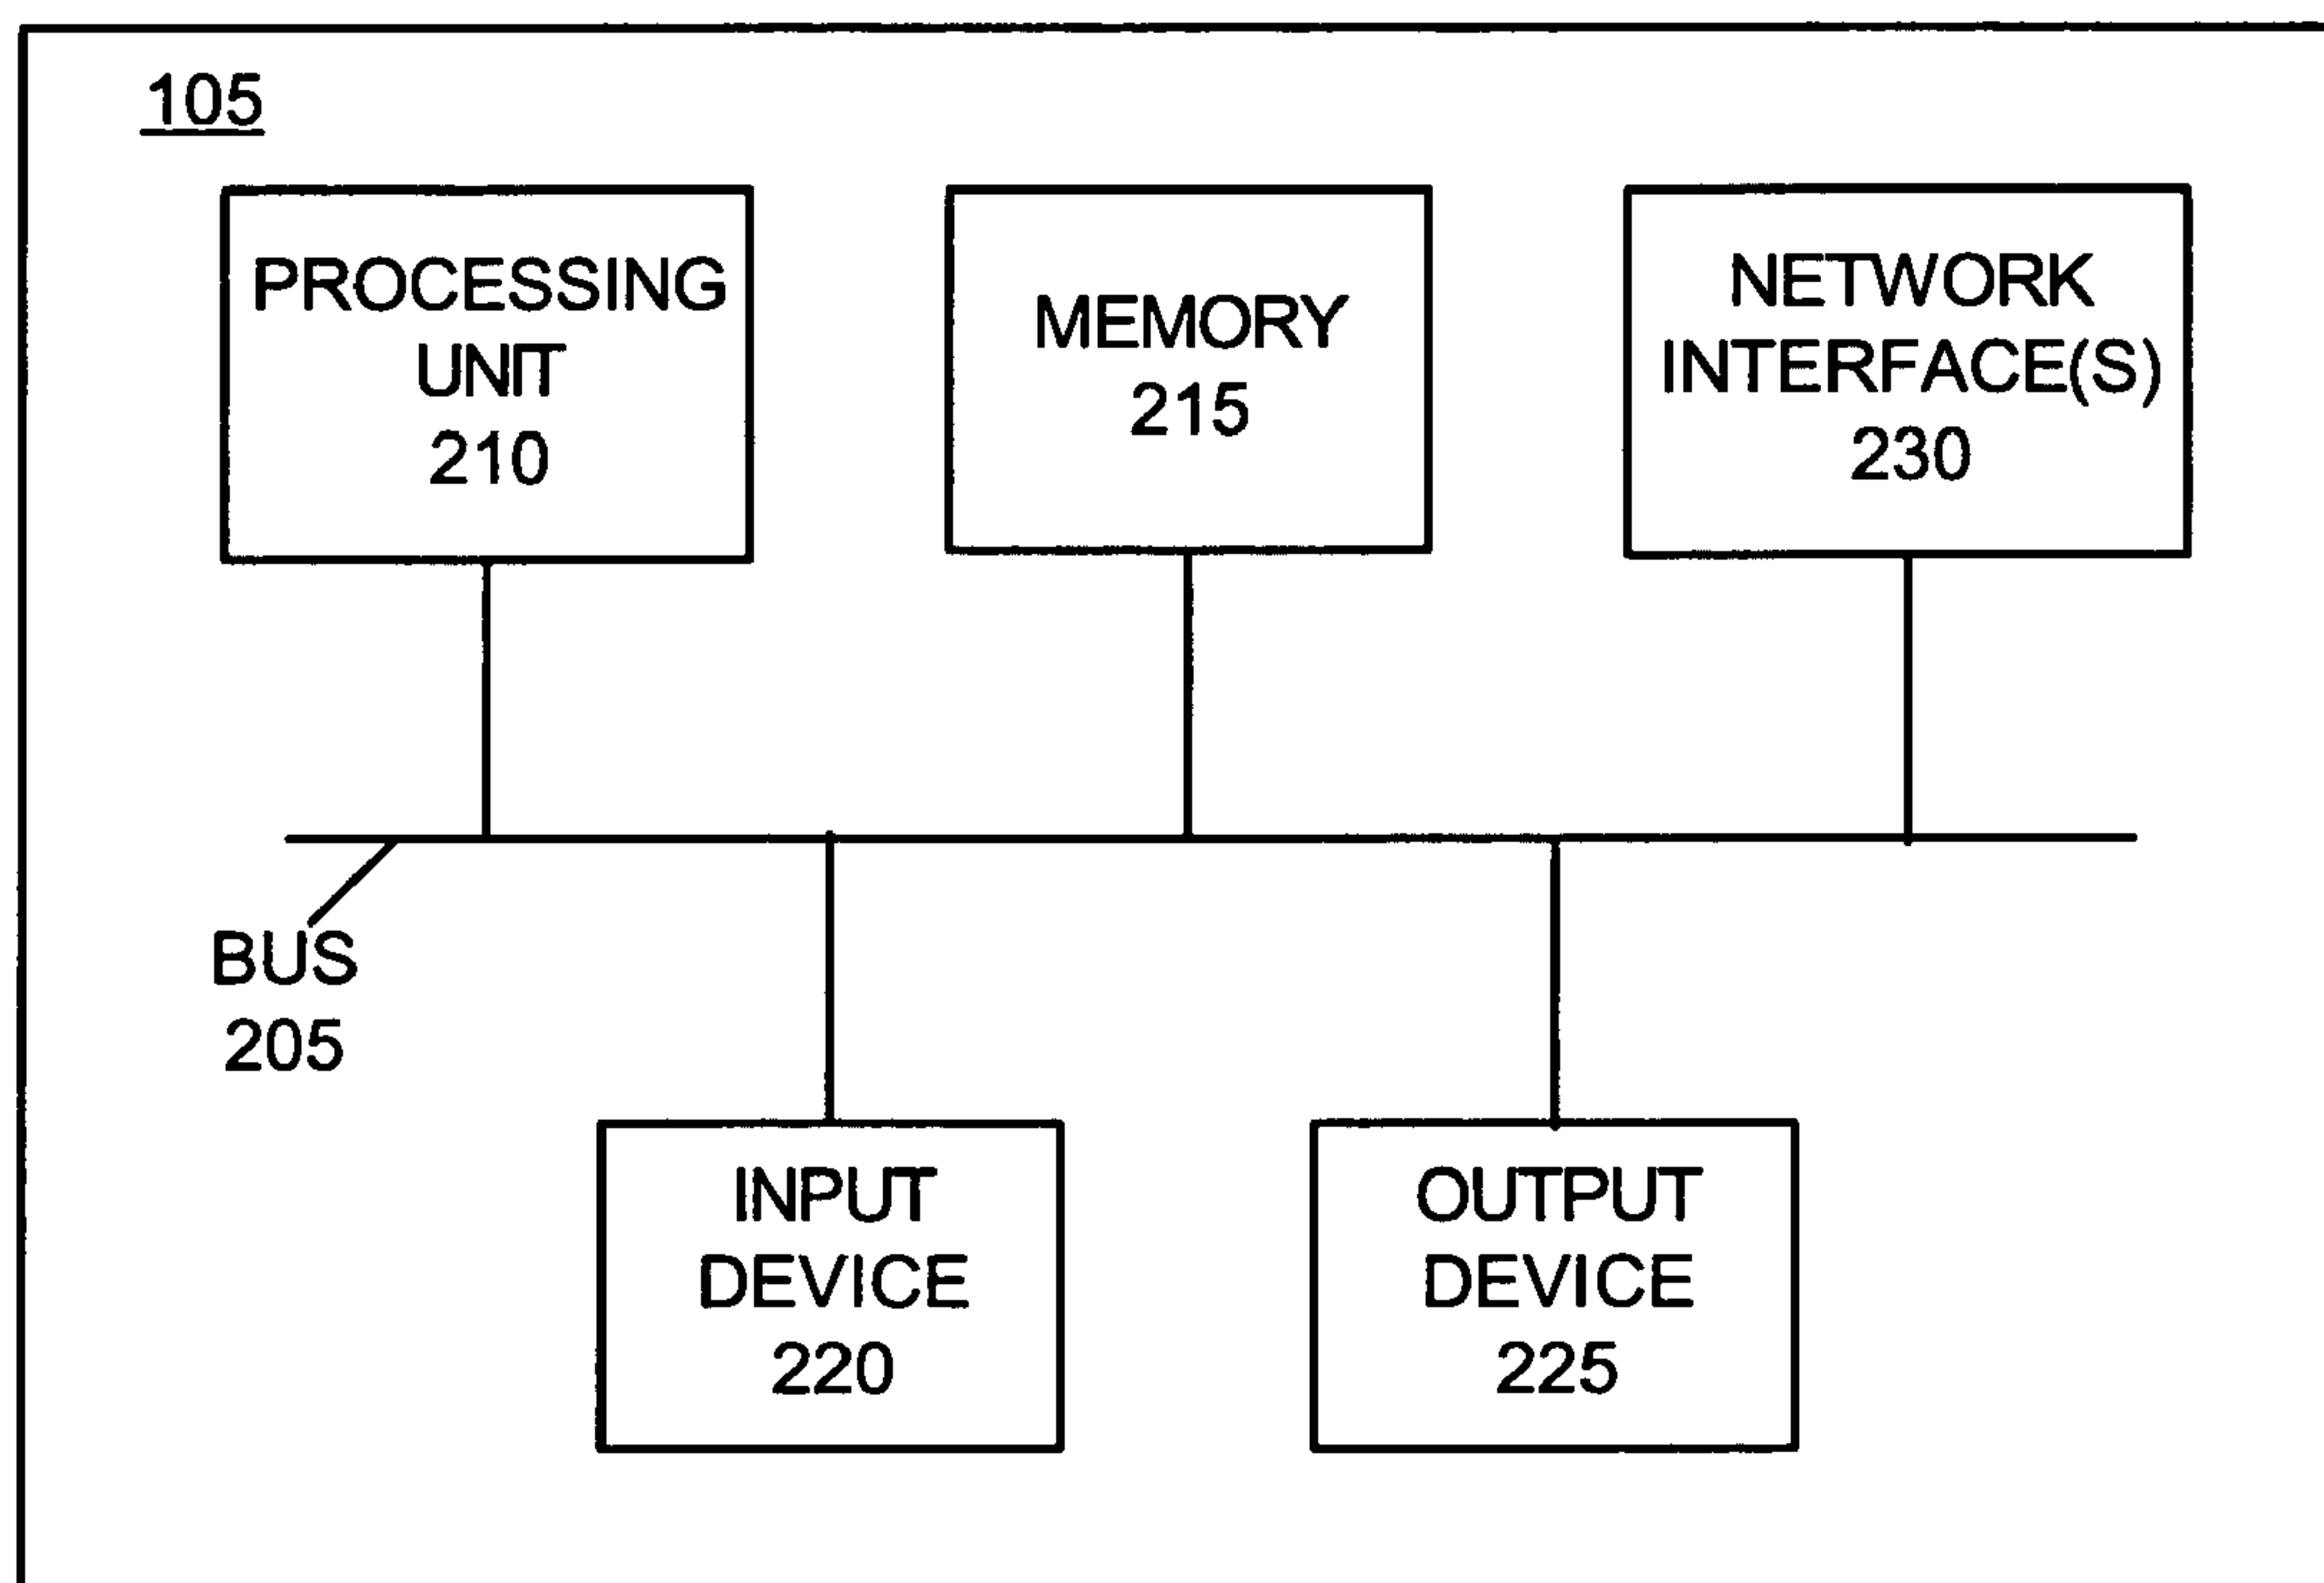 105
PROCESSING
UNIT
210
MEMORY
215
NETWORK
INTERFACE(S)
230
BUS
205
INPUT
DEVICE
220
OUTPUT
DEVICE
225